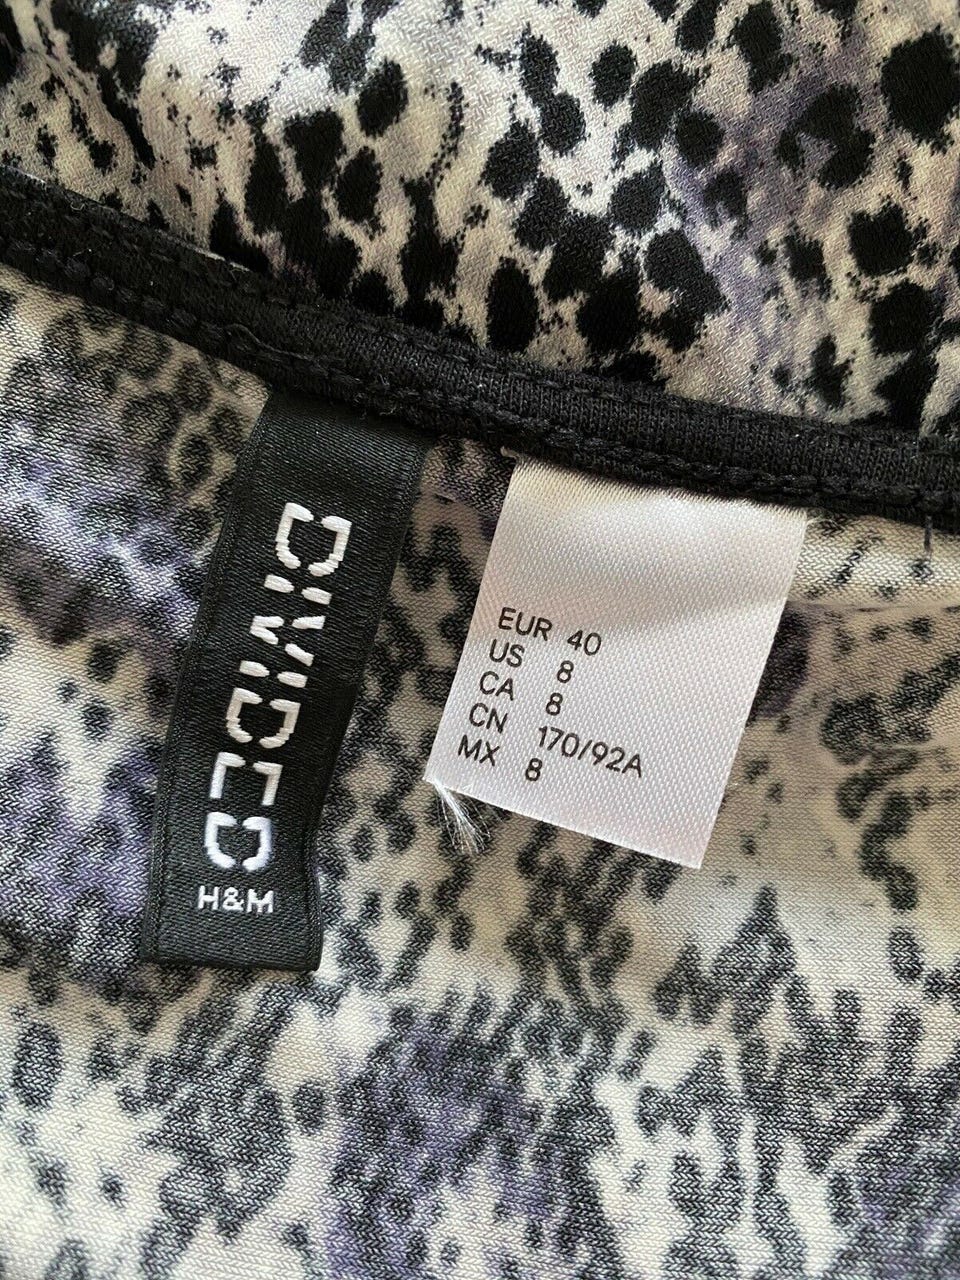 DIVIDED
H&M
EUR 40
US 8
CA 8
CN 170/92A
MX 8